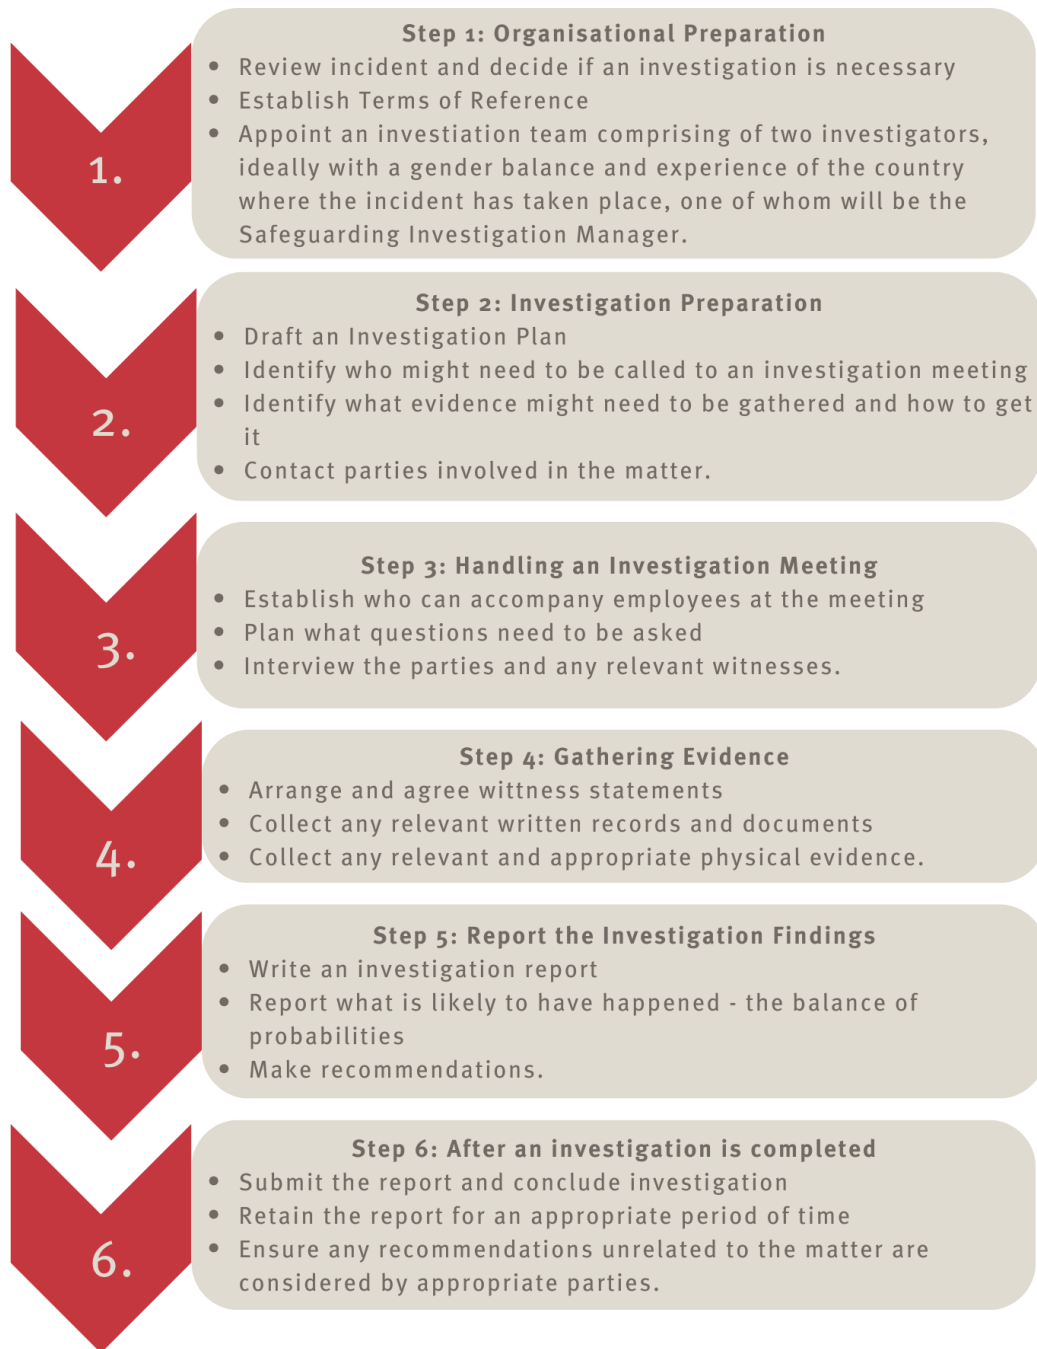 1.
Step 1: Organisational Preparation
• Review incident and decide if an investigation is necessary
• Establish Terms of Reference
• Appoint an investiation team comprising of two investigators,
ideally with a gender balance and experience of the country
where the incident has taken place, one of whom will be the
Safeguarding Investigation Manager.
2.
Step 2: Investigation Preparation
• Draft an Investigation Plan
• Identify who might need to be called to an investigation meeting
• Identify what evidence might need to be gathered and how to get
it
• Contact parties involved in the matter.
3.
Step 3: Handling an Investigation Meeting
• Establish who can accompany employees at the meeting
• Plan what questions need to be asked
• Interview the parties and any relevant witnesses.
4.
Step 4: Gathering Evidence
• Arrange and agree wittness statements
• Collect any relevant written records and documents
• Collect any relevant and appropriate physical evidence.
5.
Step 5: Report the Investigation Findings
• Write an investigation report
• Report what is likely to have happened - the balance of
probabilities
• Make recommendations.
6.
Step 6: After an investigation is completed
• Submit the report and conclude investigation
• Retain the report for an appropriate period of time
• Ensure any recommendations unrelated to the matter are
considered by appropriate parties.